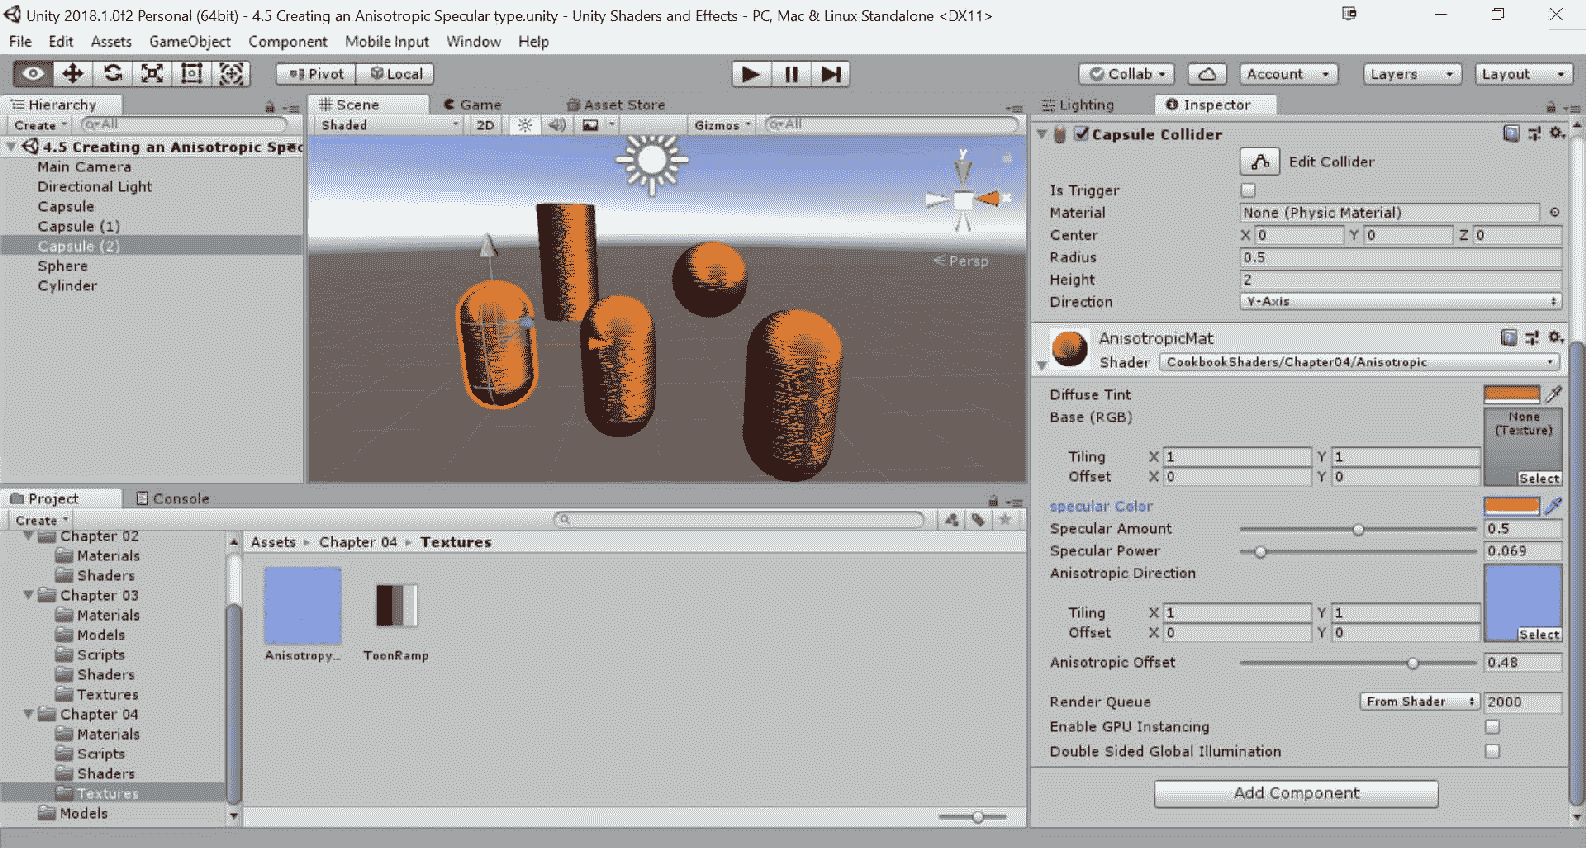 Unity 2018.1.0f2 Personal (64bit) - 4.5 Creating an Anisotropic Specular type.unity - Unity Shaders and Effects - PC, Mac & Linux Standalone <DX11>
File Edit Assets GameObject Component Mobile Input Window Help
Pivot Local Collab Account Layers Layout
Hierarchy
Create All
4.5 Creating an Anisotropic Spec
Main Camera
Directional Light
Capsule
Capsule (1)
Capsule (2)
Sphere
Cylinder
Scene Game Asset Store
Shaded 2D Gizmos All
y
x
Persp
Lighting Inspector
Capsule Collider
Edit Collider
Is Trigger
Material None (Physic Material)
Center X 0 Y 0 Z 0
Radius 0.5
Height 2
Direction Y-Axis
AnisotropicMat
Shader CookbookShaders/Chapter04/Anisotropic
Diffuse Tint
Base (RGB) None
(Texture)
Tiling X 1 Y 1
Offset X 0 Y 0
Select
specular Color
Specular Amount 0.5
Specular Power 0.069
Anisotropic Direction
Tiling X 1 Y 1
Offset X 0 Y 0
Select
Anisotropic Offset 0.48
Render Queue From Shader 2000
Enable GPU Instancing
Double Sided Global Illumination
Add Component
Project Console
Create
Chapter 02
Materials
Shaders
Chapter 03
Materials
Models
Scripts
Shaders
Textures
Chapter 04
Materials
Scripts
Shaders
Textures
Models
Assets Chapter 04 Textures
Anisotropy... ToonRamp